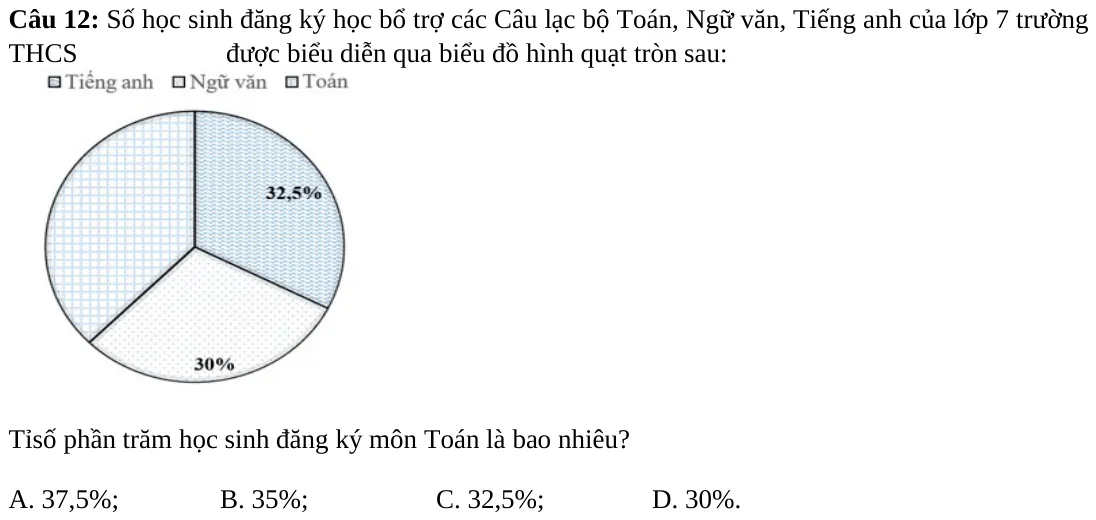 Câu 12: Số học sinh đăng ký học bổ trợ các Câu lạc bộ Toán, Ngữ văn, Tiếng anh của lớp 7 trường
THCS được biểu diễn qua biểu đồ hình quạt tròn sau:
Tiếng anh Ngữ văn Toán
32,5%
30%
Tỉsố phần trăm học sinh đăng ký môn Toán là bao nhiêu?
A. 37,5%; B. 35%; C. 32,5%; D. 30%.